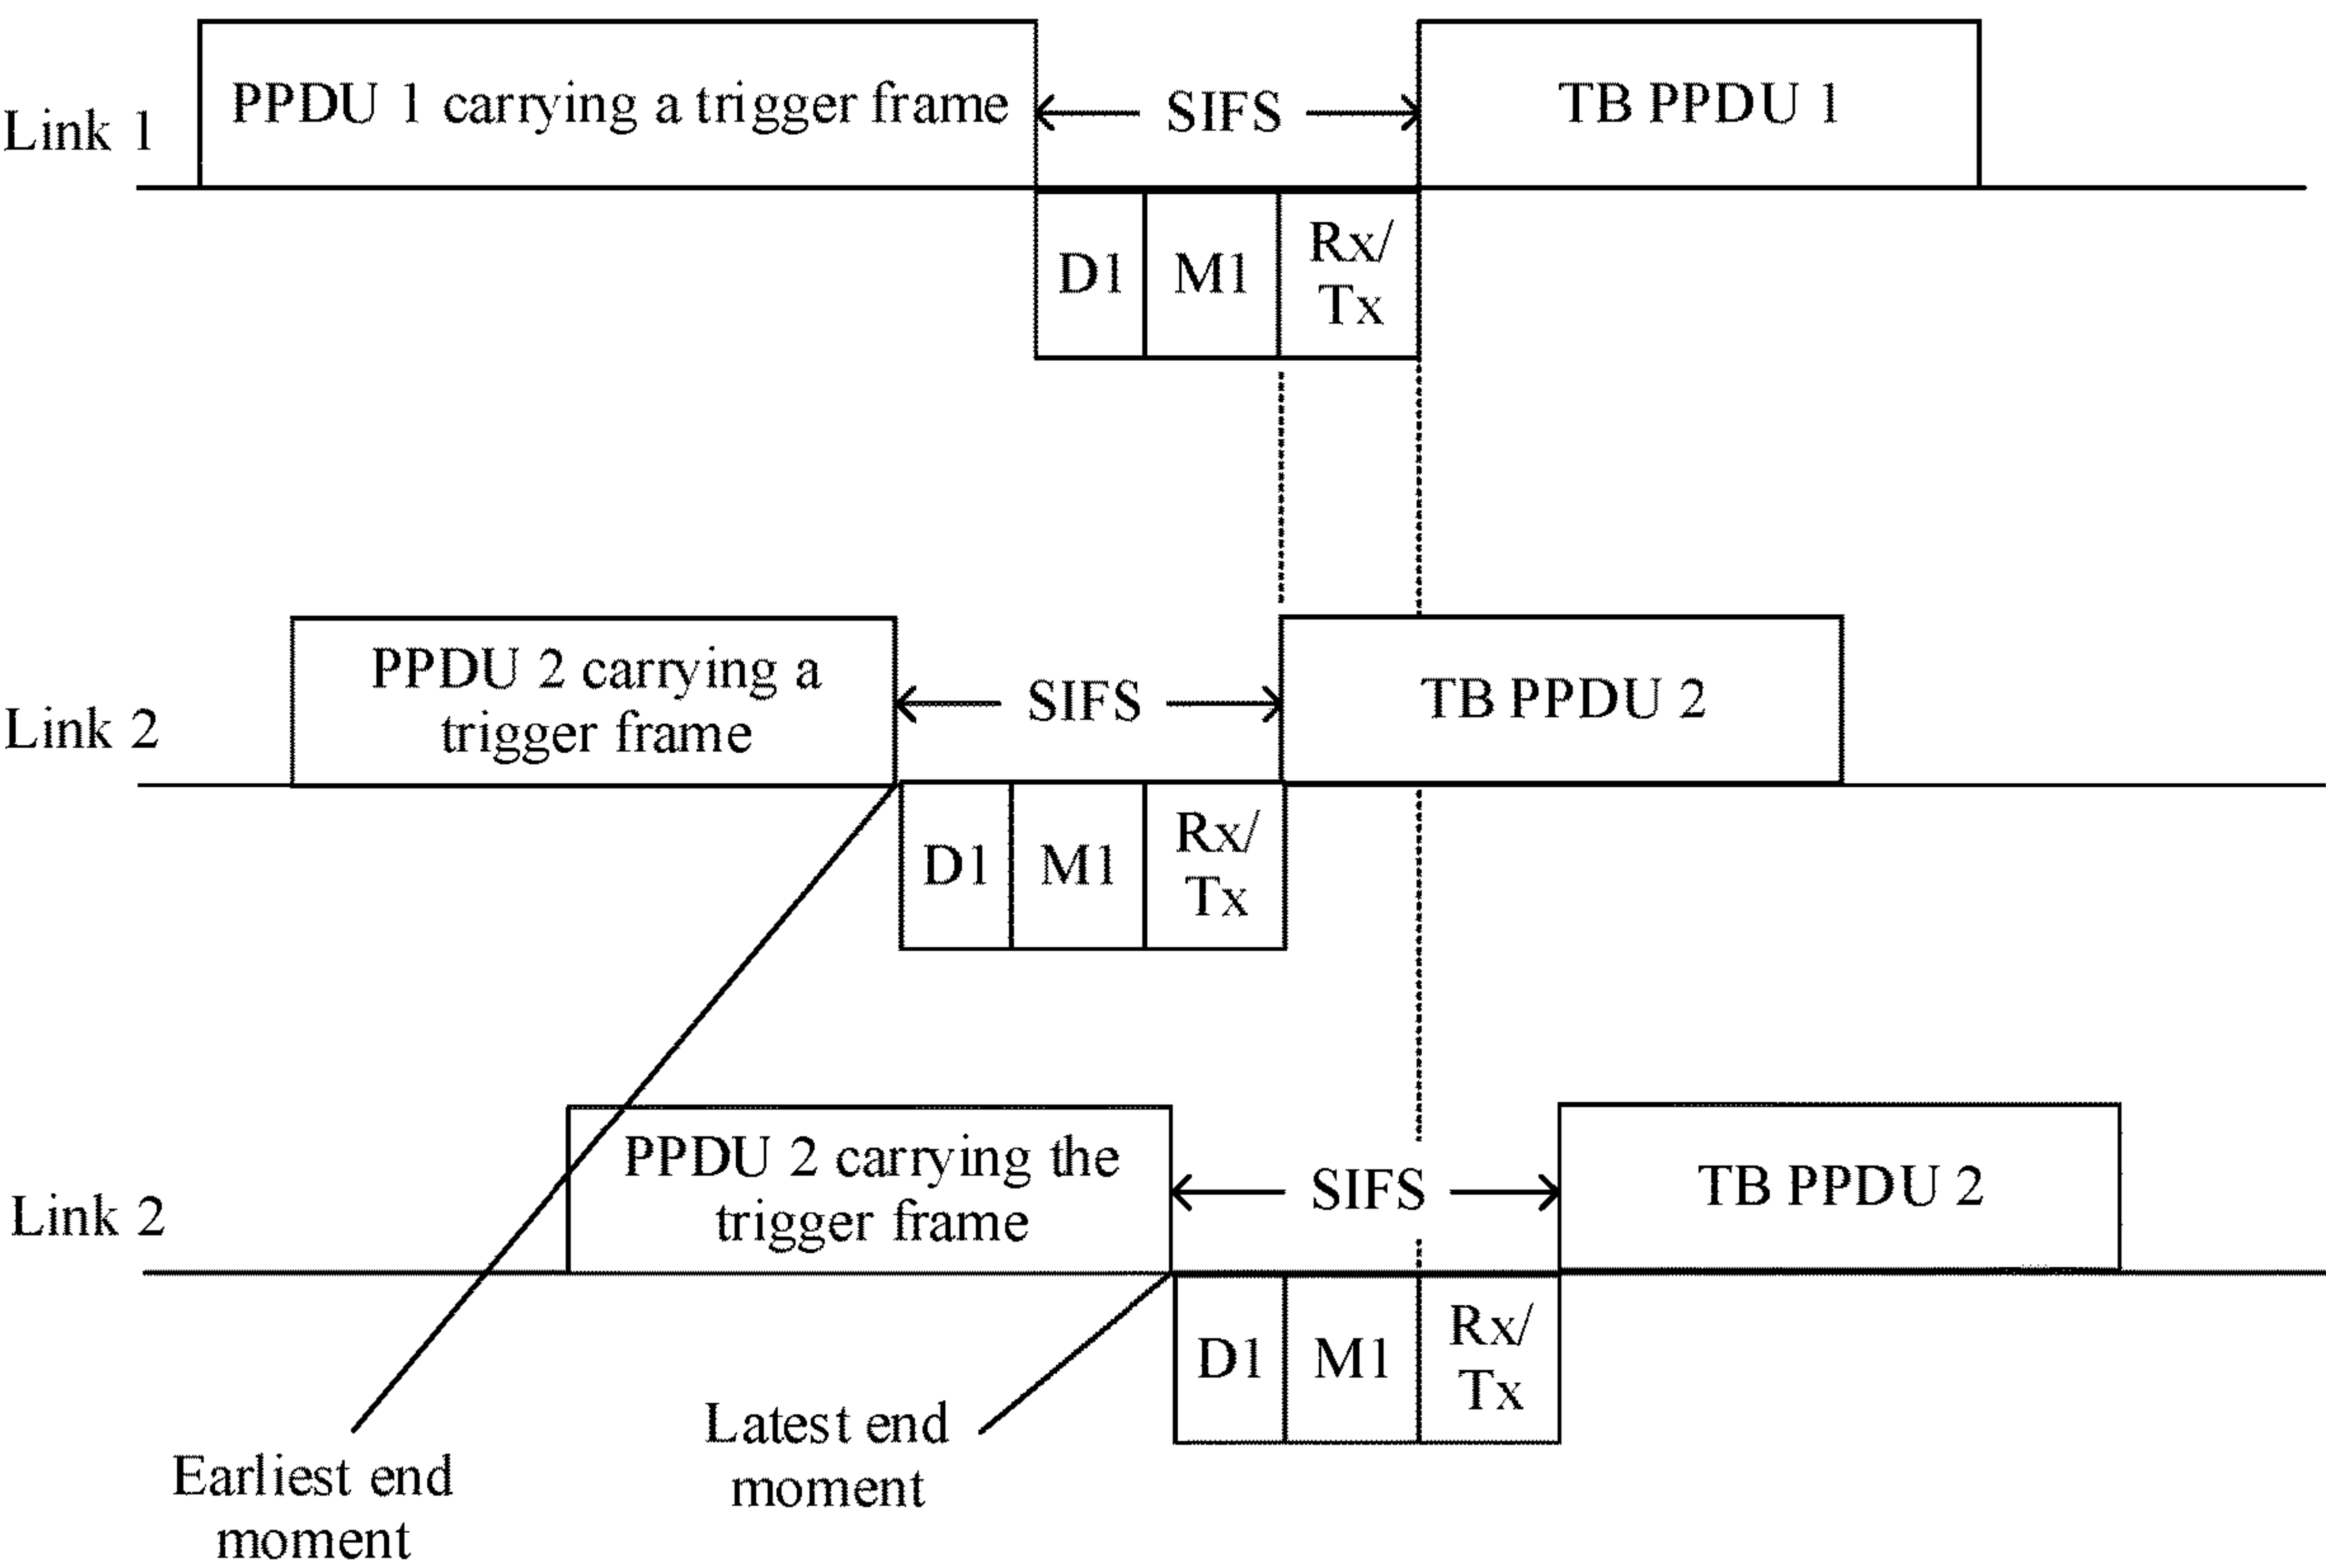 PPDU 1 carrying a trigger frame
SIFS
TB PPDU 1
Link 1
D1
M1
Rx/
Tx
PPDU 2 carrying a
trigger frame
SIFS
TB PPDU 2
Link 2
D1
M1
Rx/
Tx
PPDU 2 carrying the
trigger frame
SIFS
TB PPDU 2
Link 2
D1
M1
Rx/
Tx
Latest end
moment
Earliest end
moment